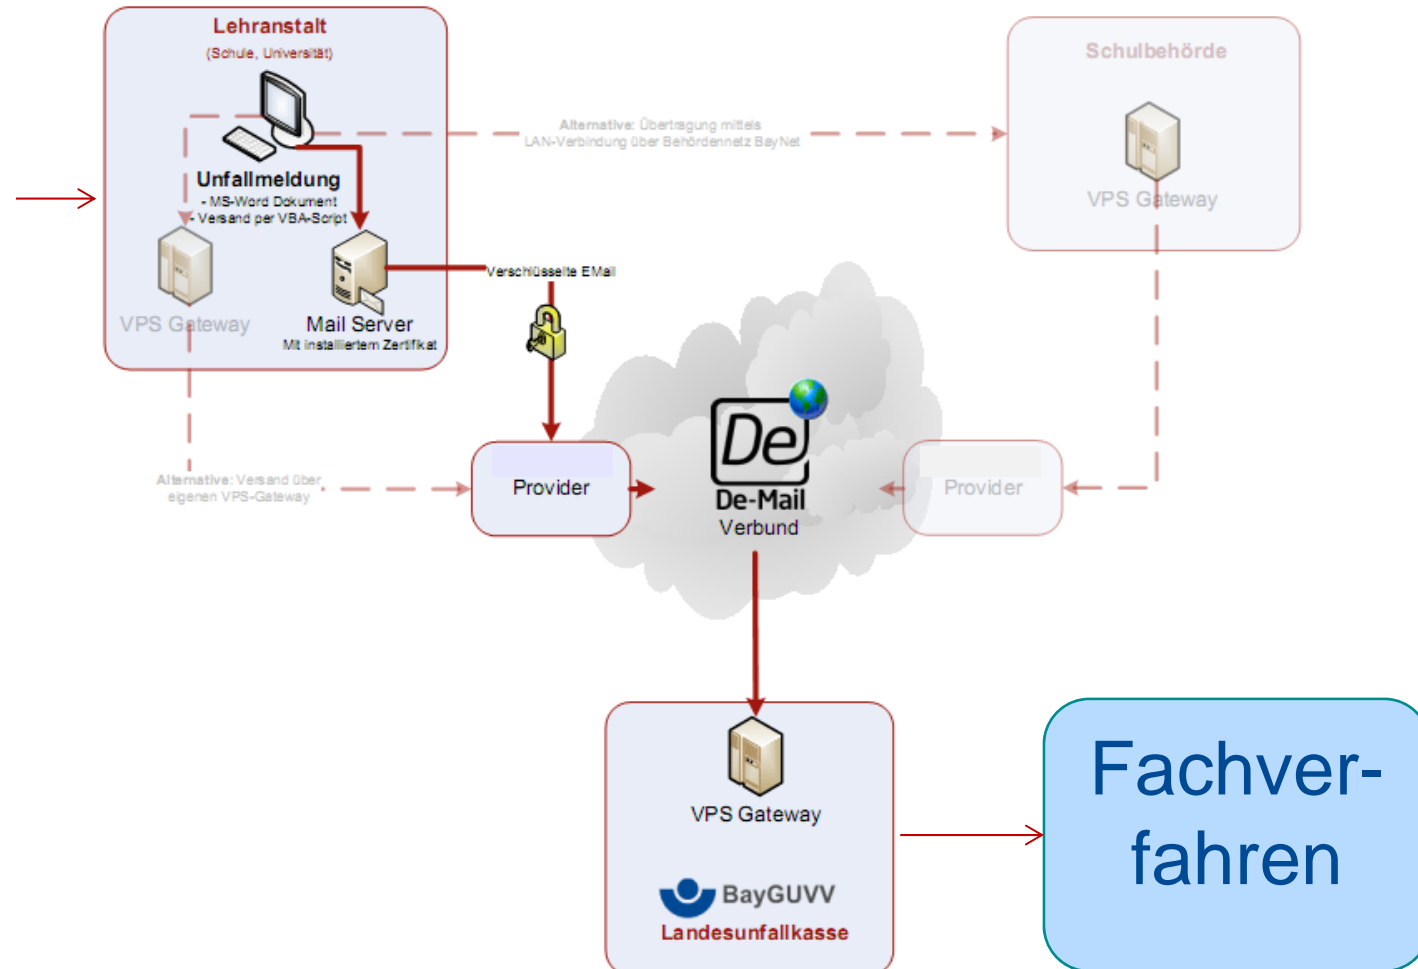 Lehranstalt
(Schule, Universität)
Unfallmeldung
- MS-Word Dokument
- Versand per VBA-Script
VPS Gateway
Mail Server
Mit installiertem Zertifikat
Alternative: Übertragung mittels
LAN-Verbindung über Behördennetz BayNet
Schulbehörde
VPS Gateway
Verschlüsselte EMail
Alternative: Versand über
eigenen VPS-Gateway
Provider
De
De-Mail
Verbund
Provider
VPS Gateway
BayGUVV
Landesunfallkasse
Fachver-
fahren